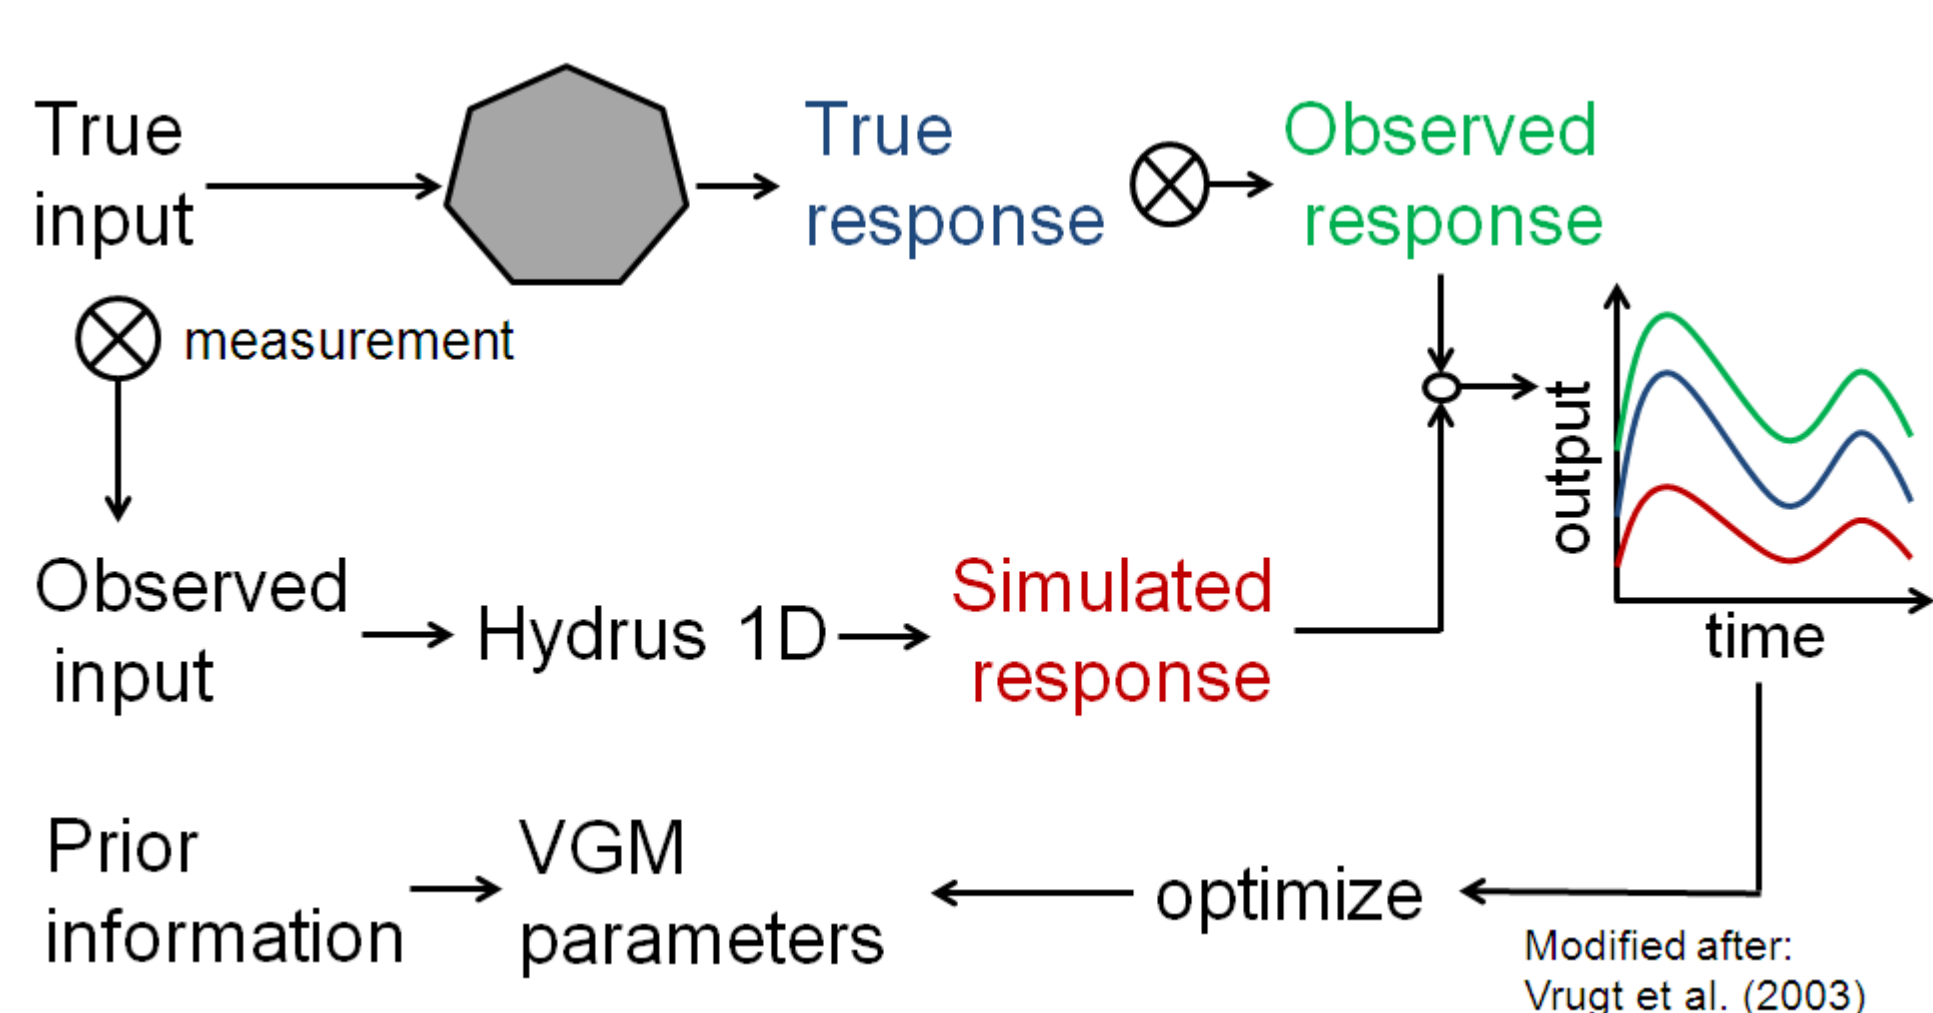 True
input
True
response
Observed
response
measurement
output
time
Observed
input
Hydrus 1D
Simulated
response
Prior
information
VGM
parameters
optimize
Modified after:
Vrugt et al. (2003)